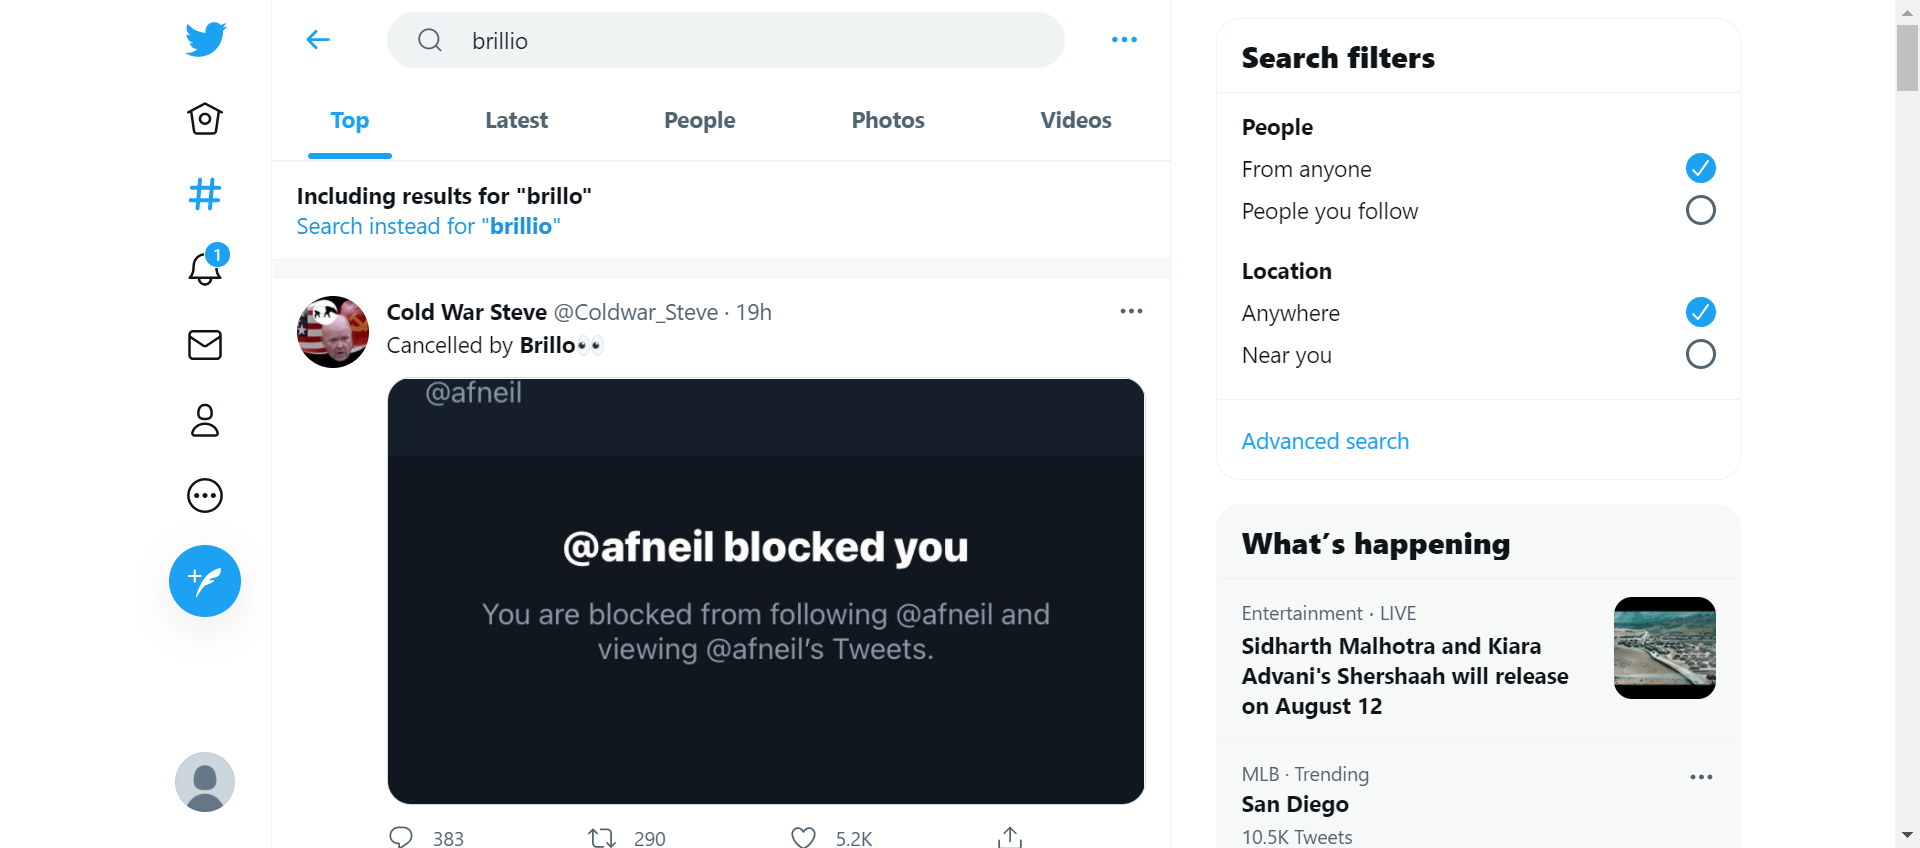 brillio
Top Latest People Photos Videos
Including results for "brillo"
Search instead for "brillio"
1
Cold War Steve @Coldwar_Steve · 19h
Cancelled by Brillo👀
@afneil
@afneil blocked you
You are blocked from following @afneil and
viewing @afneil's Tweets.
383 290 5.2K
Search filters
People
From anyone
People you follow
Location
Anywhere
Near you
Advanced search
What's happening
Entertainment · LIVE
Sidharth Malhotra and Kiara
Advani's Shershaah will release
on August 12
MLB · Trending
San Diego
10.5K Tweets